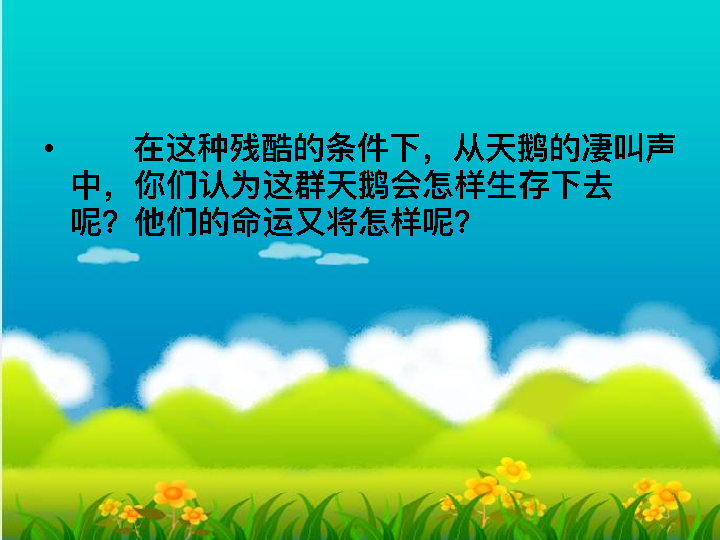 • 在这种残酷的条件下，从天鹅的凄叫声
中，你们认为这群天鹅会怎样生存下去
呢？他们的命运又将怎样呢？